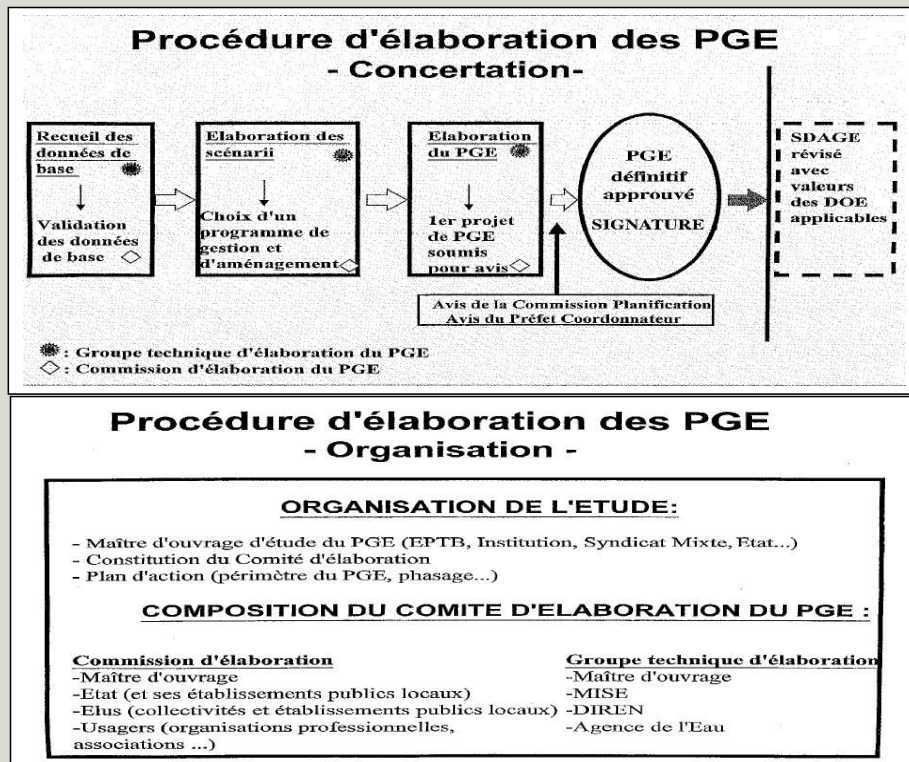 Procédure d'élaboration des PGE
- Concertation-
Recueil des
données de
base
Validation
des données
de base
Elaboration des
scénarii
Choix d'un
programme de
gestion et
d'aménagement
Elaboration
du PGE
1er projet
de PGE
soumis
pour avis
PGE
définitif
approuvé
SIGNATURE
SDAGE
révisé
avec
valeurs
des DOE
applicables
Avis de la Commission Planification
Avis du Préfet Coordonnateur
: Groupe technique d'élaboration du PGE
: Commission d'élaboration du PGE
Procédure d'élaboration des PGE
- Organisation -
ORGANISATION DE L'ETUDE:
- Maître d'ouvrage d'étude du PGE (EPTB, Institution, Syndicat Mixte, Etat...)
- Constitution du Comité d'élaboration
- Plan d'action (périmètre du PGE, phasage...)
COMPOSITION DU COMITE D'ELABORATION DU PGE :
Commission d'élaboration
-Maître d'ouvrage
-Etat (et ses établissements publics locaux)
-Elus (collectivités et établissements publics locaux)
-Usagers (organisations professionnelles,
associations ...)
Groupe technique d'élaboration
-Maître d'ouvrage
-MISE
-DIREN
-Agence de l'Eau